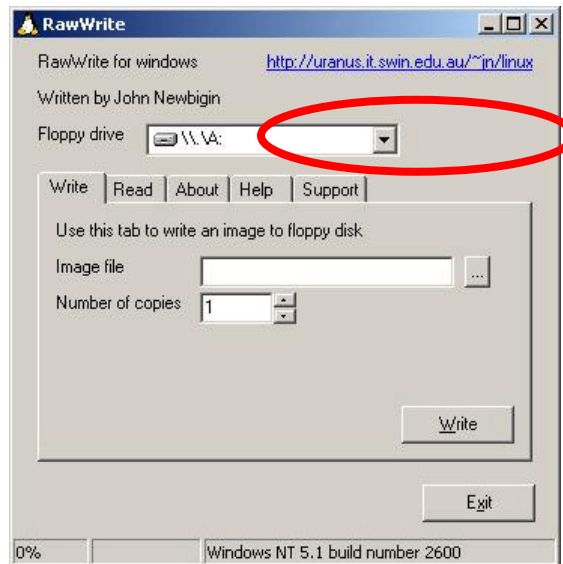 RawWrite
RawWrite for windows http://uranus.it.swin.edu.au/~jn/linux
Written by John Newbigin
Floppy drive \\.\A:
Write Read About Help Support
Use this tab to write an image to floppy disk
Image file ...
Number of copies 1
Write
Exit
0% Windows NT 5.1 build number 2600